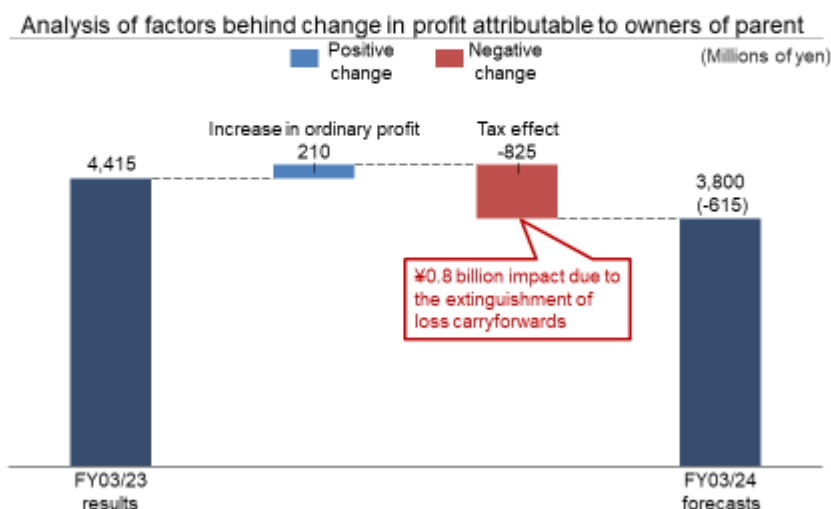 Analysis of factors behind change in profit attributable to owners of parent
Positive
change
Negative
change
(Millions of yen)
Increase in ordinary profit
210
Tax effect
-825
4,415
3,800
(-615)
¥0.8 billion impact due to
the extinguishment of
loss carryforwards
FY03/23
results
FY03/24
forecasts